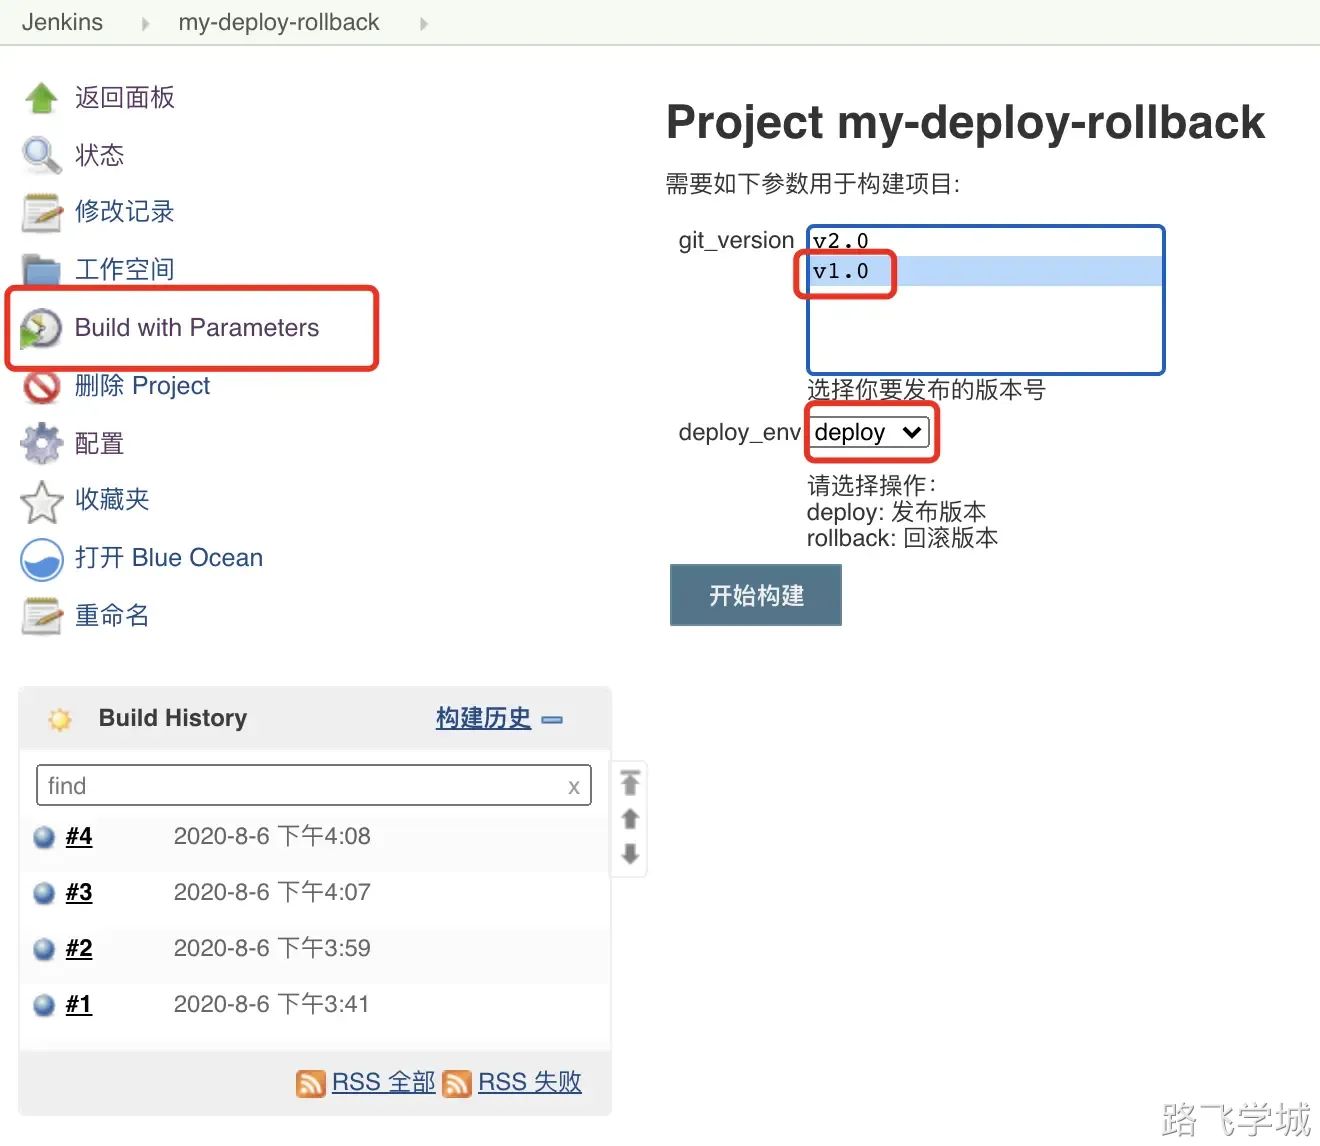 Jenkins
my-deploy-rollback
返回面板
状态
修改记录
工作空间
Build with Parameters
删除 Project
配置
收藏夹
打开 Blue Ocean
重命名
Project my-deploy-rollback
需要如下参数用于构建项目:
git_version
v2.0
v1.0
选择你要发布的版本号
deploy_env
deploy
请选择操作：
deploy: 发布版本
rollback: 回滚版本
开始构建
Build History
构建历史
find
x
#4 2020-8-6 下午4:08
#3 2020-8-6 下午4:07
#2 2020-8-6 下午3:59
#1 2020-8-6 下午3:41
RSS 全部 RSS 失败
路飞学城